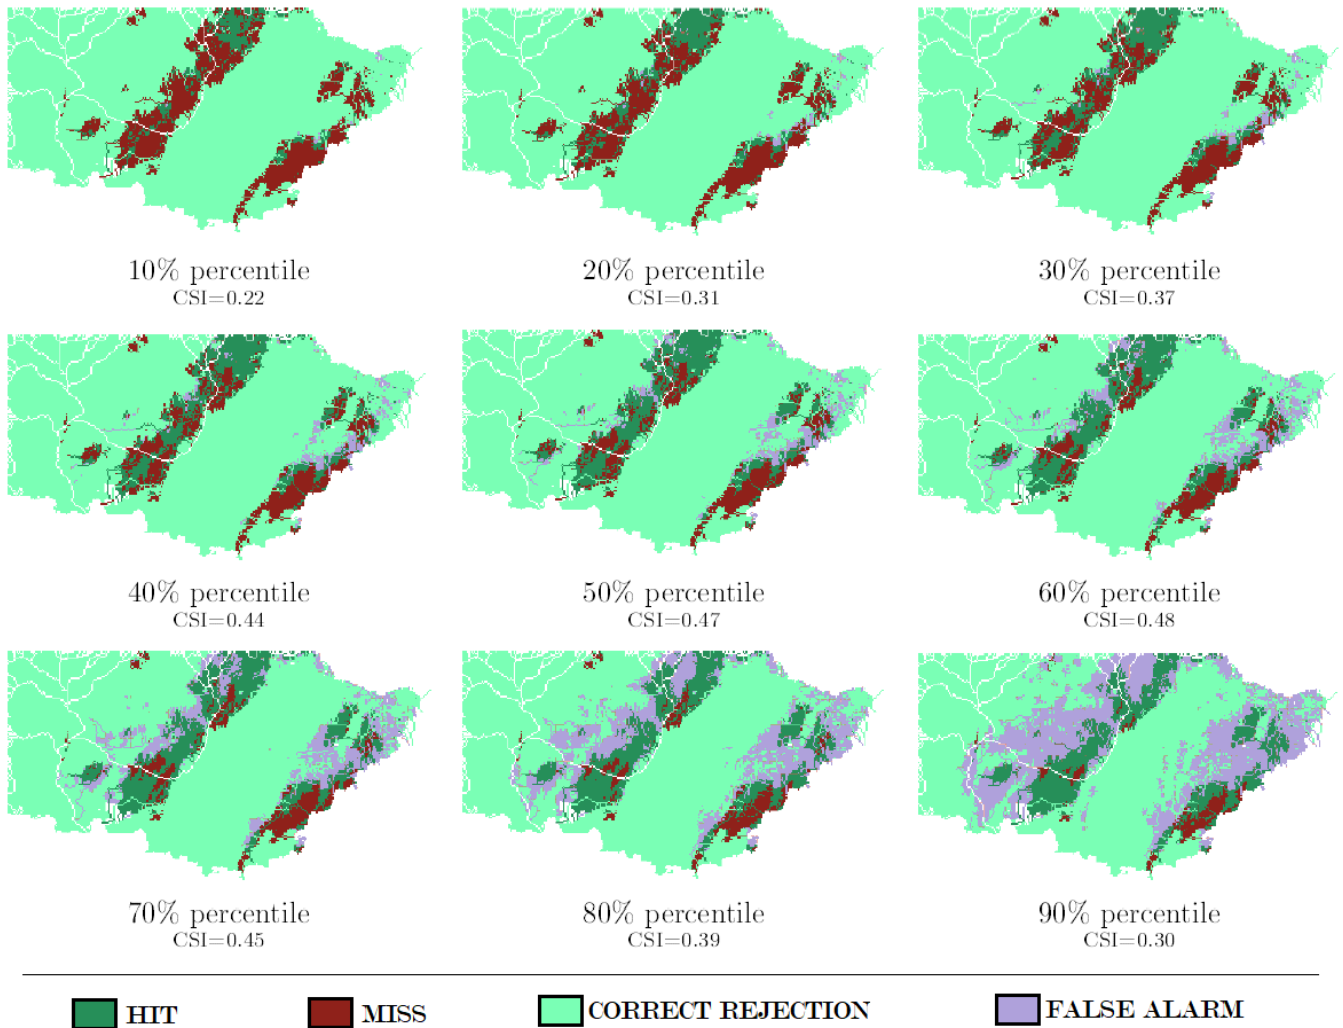 10% percentile
CSI=0.22
20% percentile
CSI=0.31
30% percentile
CSI=0.37
40% percentile
CSI=0.44
50% percentile
CSI=0.47
60% percentile
CSI=0.48
70% percentile
CSI=0.45
80% percentile
CSI=0.39
90% percentile
CSI=0.30
HIT
MISS
CORRECT REJECTION
FALSE ALARM